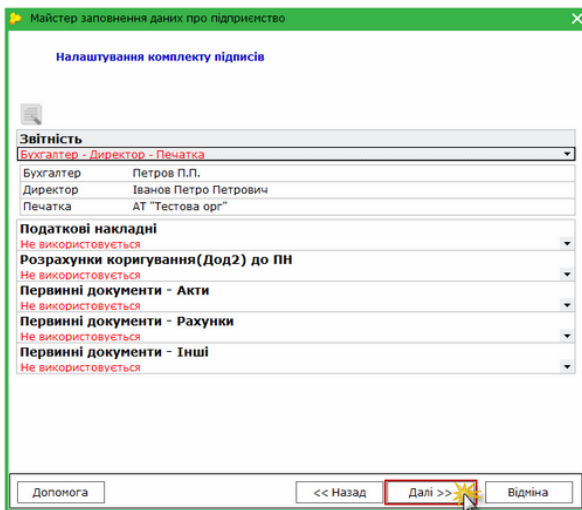 Майстер заповнення даних про підприємство
Налаштування комплекту підписів
Звітність
Бухгалтер - Директор - Печатка
Бухгалтер Петров П.П.
Директор Іванов Петро Петрович
Печатка АТ "Тестова орг"
Податкові накладні
Не використовується
Розрахунки коригування(Дод2) до ПН
Не використовується
Первинні документи - Акти
Не використовується
Первинні документи - Рахунки
Не використовується
Первинні документи - Інші
Не використовується
Допомога << Назад Далі >> Відміна